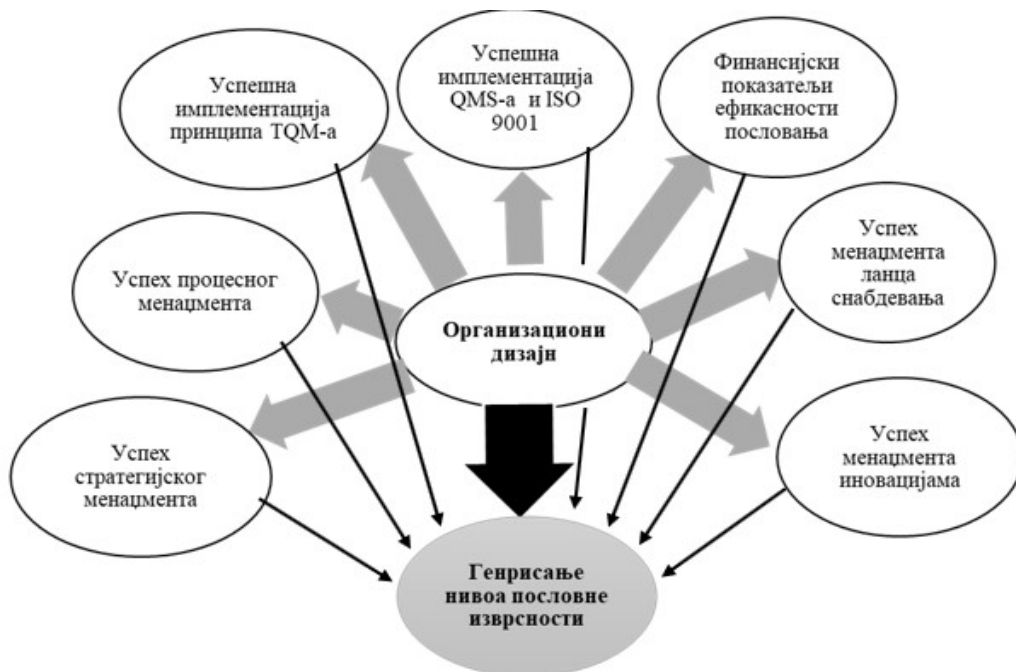 Успешна
имплементација
принципа TQM-а
Успешна
имплементација
QMS-а и ISO
9001
Финансијски
показатељи
ефикасности
пословања
Успех процесног
менаџмента
Успех
менаџмента
ланца
снабдевања
Организациони
дизајн
Успех
стратегијског
менаџмента
Успех
менаџмента
иновацијама
Генрисање
нивоа пословне
изврсности